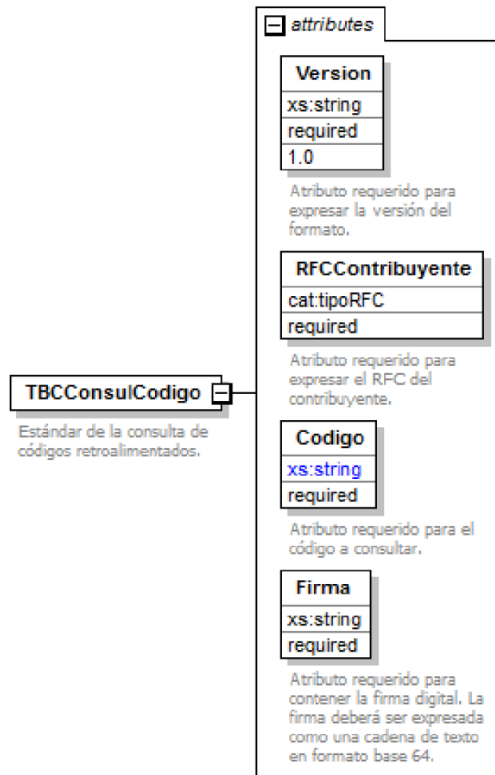 attributes
Version
xs:string
required
1.0
Atributo requerido para
expresar la versión del
formato.
RFCContribuyente
cat:tipoRFC
required
Atributo requerido para
expresar el RFC del
contribuyente.
TBCConsulCodigo
Estándar de la consulta de
códigos retroalimentados.
Codigo
xs:string
required
Atributo requerido para el
código a consultar.
Firma
xs:string
required
Atributo requerido para
contener la firma digital. La
firma deberá ser expresada
como una cadena de texto
en formato base 64.